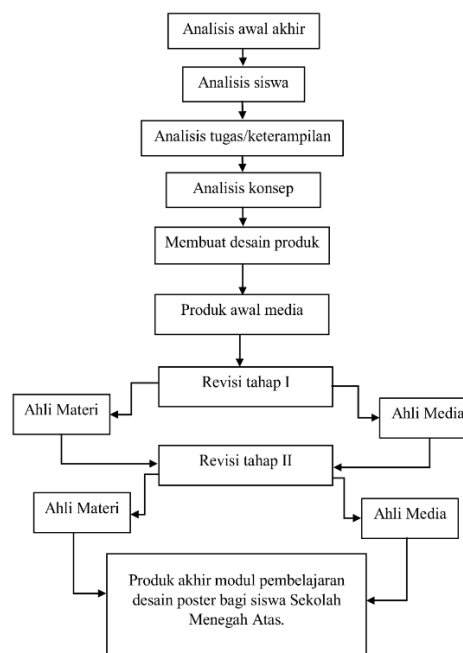 Analisis awal akhir
Analisis siswa
Analisis tugas/keterampilan
Analisis konsep
Membuat desain produk
Produk awal media
Revisi tahap I
Ahli Materi
Ahli Media
Revisi tahap II
Ahli Materi
Ahli Media
Produk akhir modul pembelajaran
desain poster bagi siswa Sekolah
Menegah Atas.